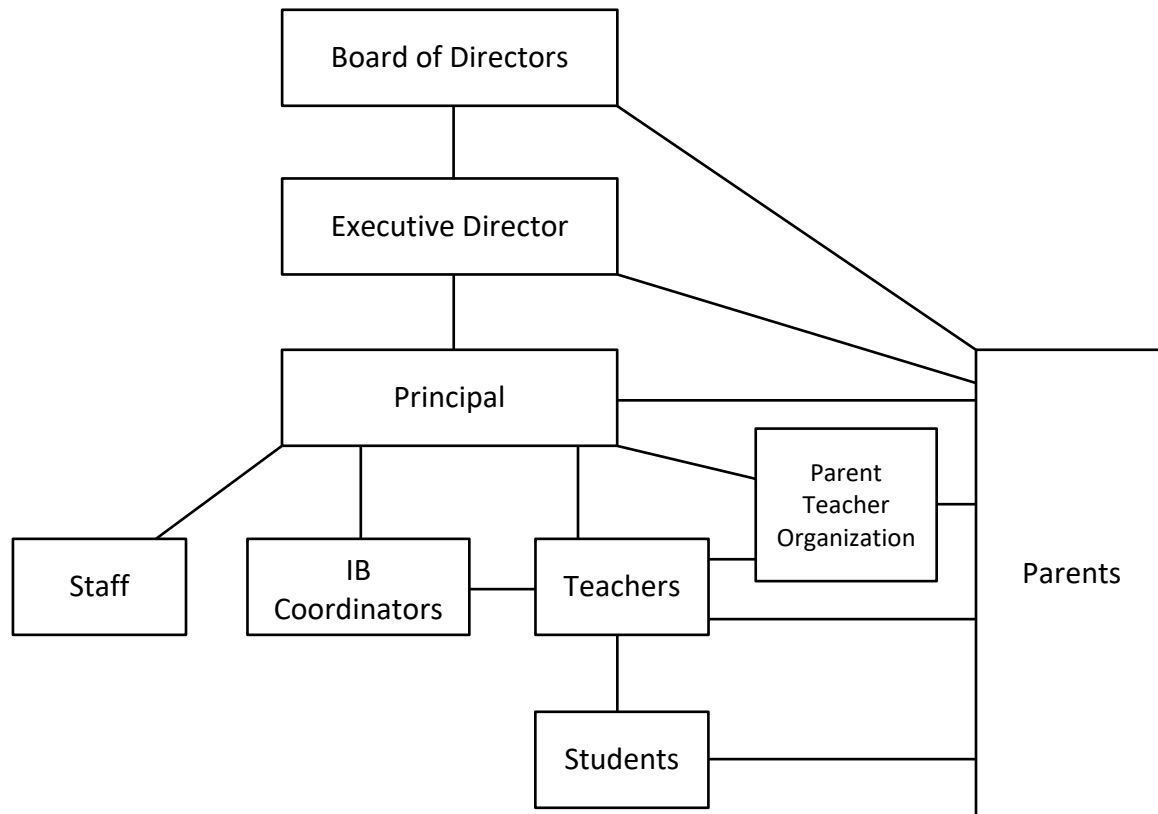 Board of Directors
Executive Director
Principal
Parent
Teacher
Organization
Staff
IB
Coordinators
Teachers
Parents
Students